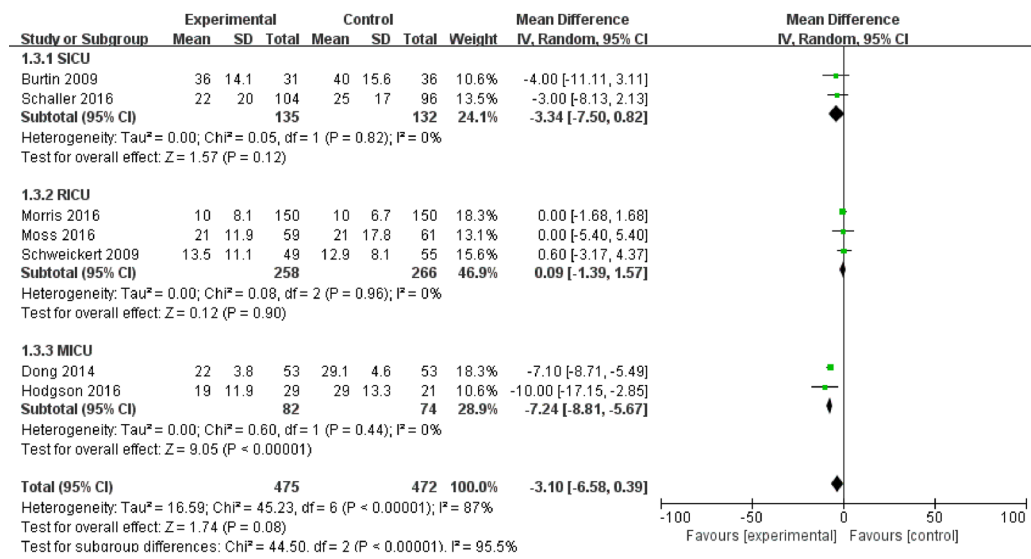 Experimental Control Mean Difference Mean Difference
Study or Subgroup Mean SD Total Mean SD Total Weight IV, Random, 95% CI IV, Random, 95% CI
1.3.1 SICU
Burtin 2009 36 14.1 31 40 15.6 36 10.6% -4.00 [-11.11, 3.11]
Schaller 2016 22 20 104 25 17 96 13.5% -3.00 [-8.13, 2.13]
Subtotal (95% CI) 135 132 24.1% -3.34 [-7.50, 0.82]
Heterogeneity: Tau² = 0.00; Chi² = 0.05, df = 1 (P = 0.82); I² = 0%
Test for overall effect: Z = 1.57 (P = 0.12)
1.3.2 RICU
Morris 2016 10 8.1 150 10 6.7 150 18.3% 0.00 [-1.68, 1.68]
Moss 2016 21 11.9 59 21 17.8 61 13.1% 0.00 [-5.40, 5.40]
Schweickert 2009 13.5 11.1 49 12.9 8.1 55 15.6% 0.60 [-3.17, 4.37]
Subtotal (95% CI) 258 266 46.9% 0.09 [-1.39, 1.57]
Heterogeneity: Tau² = 0.00; Chi² = 0.08, df = 2 (P = 0.96); I² = 0%
Test for overall effect: Z = 0.12 (P = 0.90)
1.3.3 MICU
Dong 2014 22 3.8 53 29.1 4.6 53 18.3% -7.10 [-8.71, -5.49]
Hodgson 2016 19 11.9 29 29 13.3 21 10.6% -10.00 [-17.15, -2.85]
Subtotal (95% CI) 82 74 28.9% -7.24 [-8.81, -5.67]
Heterogeneity: Tau² = 0.00; Chi² = 0.60, df = 1 (P = 0.44); I² = 0%
Test for overall effect: Z = 9.05 (P < 0.00001)
Total (95% CI) 475 472 100.0% -3.10 [-6.58, 0.39]
Heterogeneity: Tau² = 16.59; Chi² = 45.23, df = 6 (P < 0.00001); I² = 87%
Test for overall effect: Z = 1.74 (P = 0.08)
Test for subgroup differences: Chi² = 44.50, df = 2 (P < 0.00001), I² = 95.5%
-100 -50 0 50 100
Favours [experimental] Favours [control]